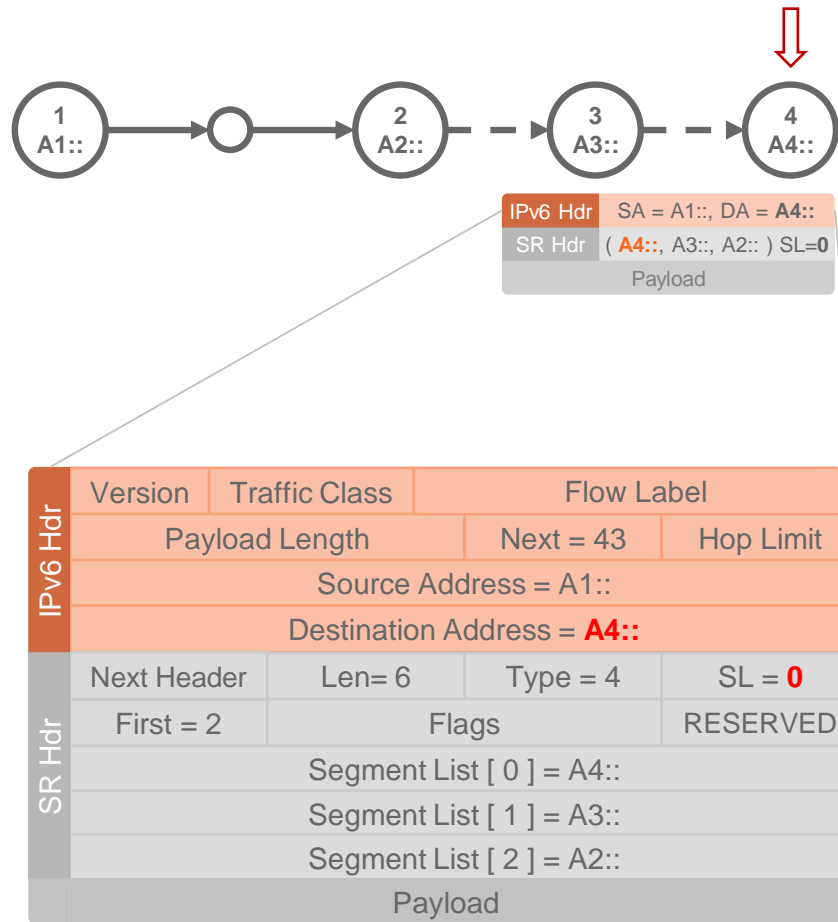 1 2 3 4
A1:: A2:: A3:: A4::
IPv6 Hdr SA = A1::, DA = A4::
SR Hdr ( A4::, A3::, A2:: ) SL=0
Payload
IPv6 Hdr
Version Traffic Class Flow Label
Payload Length Next = 43 Hop Limit
Source Address = A1::
Destination Address = A4::
SR Hdr
Next Header Len= 6 Type = 4 SL = 0
First = 2 Flags RESERVED
Segment List [ 0 ] = A4::
Segment List [ 1 ] = A3::
Segment List [ 2 ] = A2::
Payload